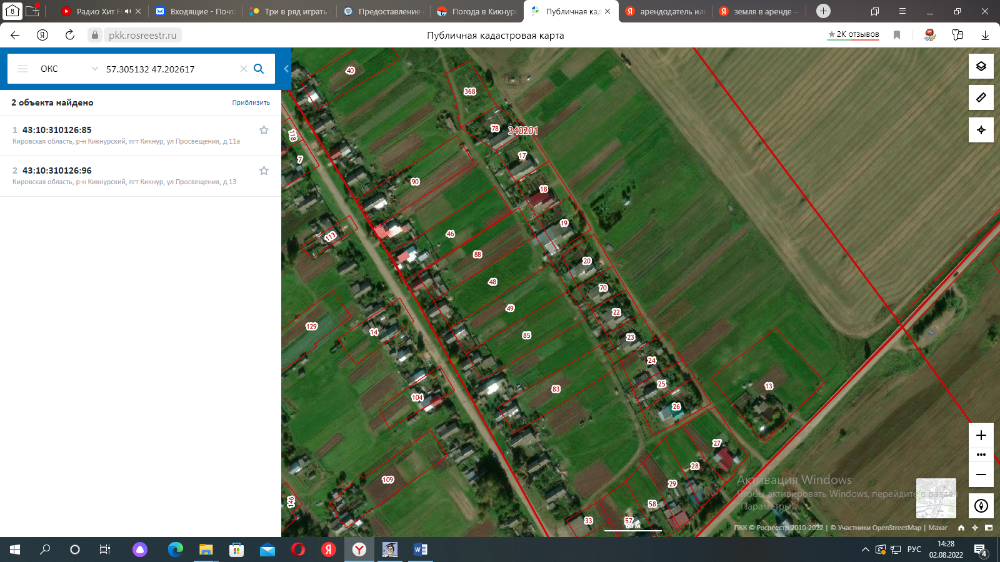 8
Радио Хит F
Входящие - Почт
Три в ряд играть
Предоставление
Погода в Кикнуре
Публичная кад
арендодатель ил
земля в аренде —
pkk.rosreestr.ru
Публичная кадастровая карта
2К отзывов
ОКС
57.305132 47.202617
2 объекта найдено
Приблизить
1 43:10:310126:85
Кировская область, р-н Кикнурский, пгт Кикнур, ул Просвещения, д 11а
2 43:10:310126:96
Кировская область, р-н Кикнурский, пгт Кикнур, ул Просвещения, д 13
40
368
78
340201
118
7
17
90
18
19
113
46
88
20
48
70
49
22
129
14
85
23
24
25
13
83
104
26
27
28
109
29
146
58
33
57
60 м
Активация Windows
Чтобы активировать Windows, перейдите в раздел
"Параметры".
ПКК © Росреестр 2010-2022 | © Участники OpenStreetMap | Maxar
РУС
14:28
02.08.2022
4